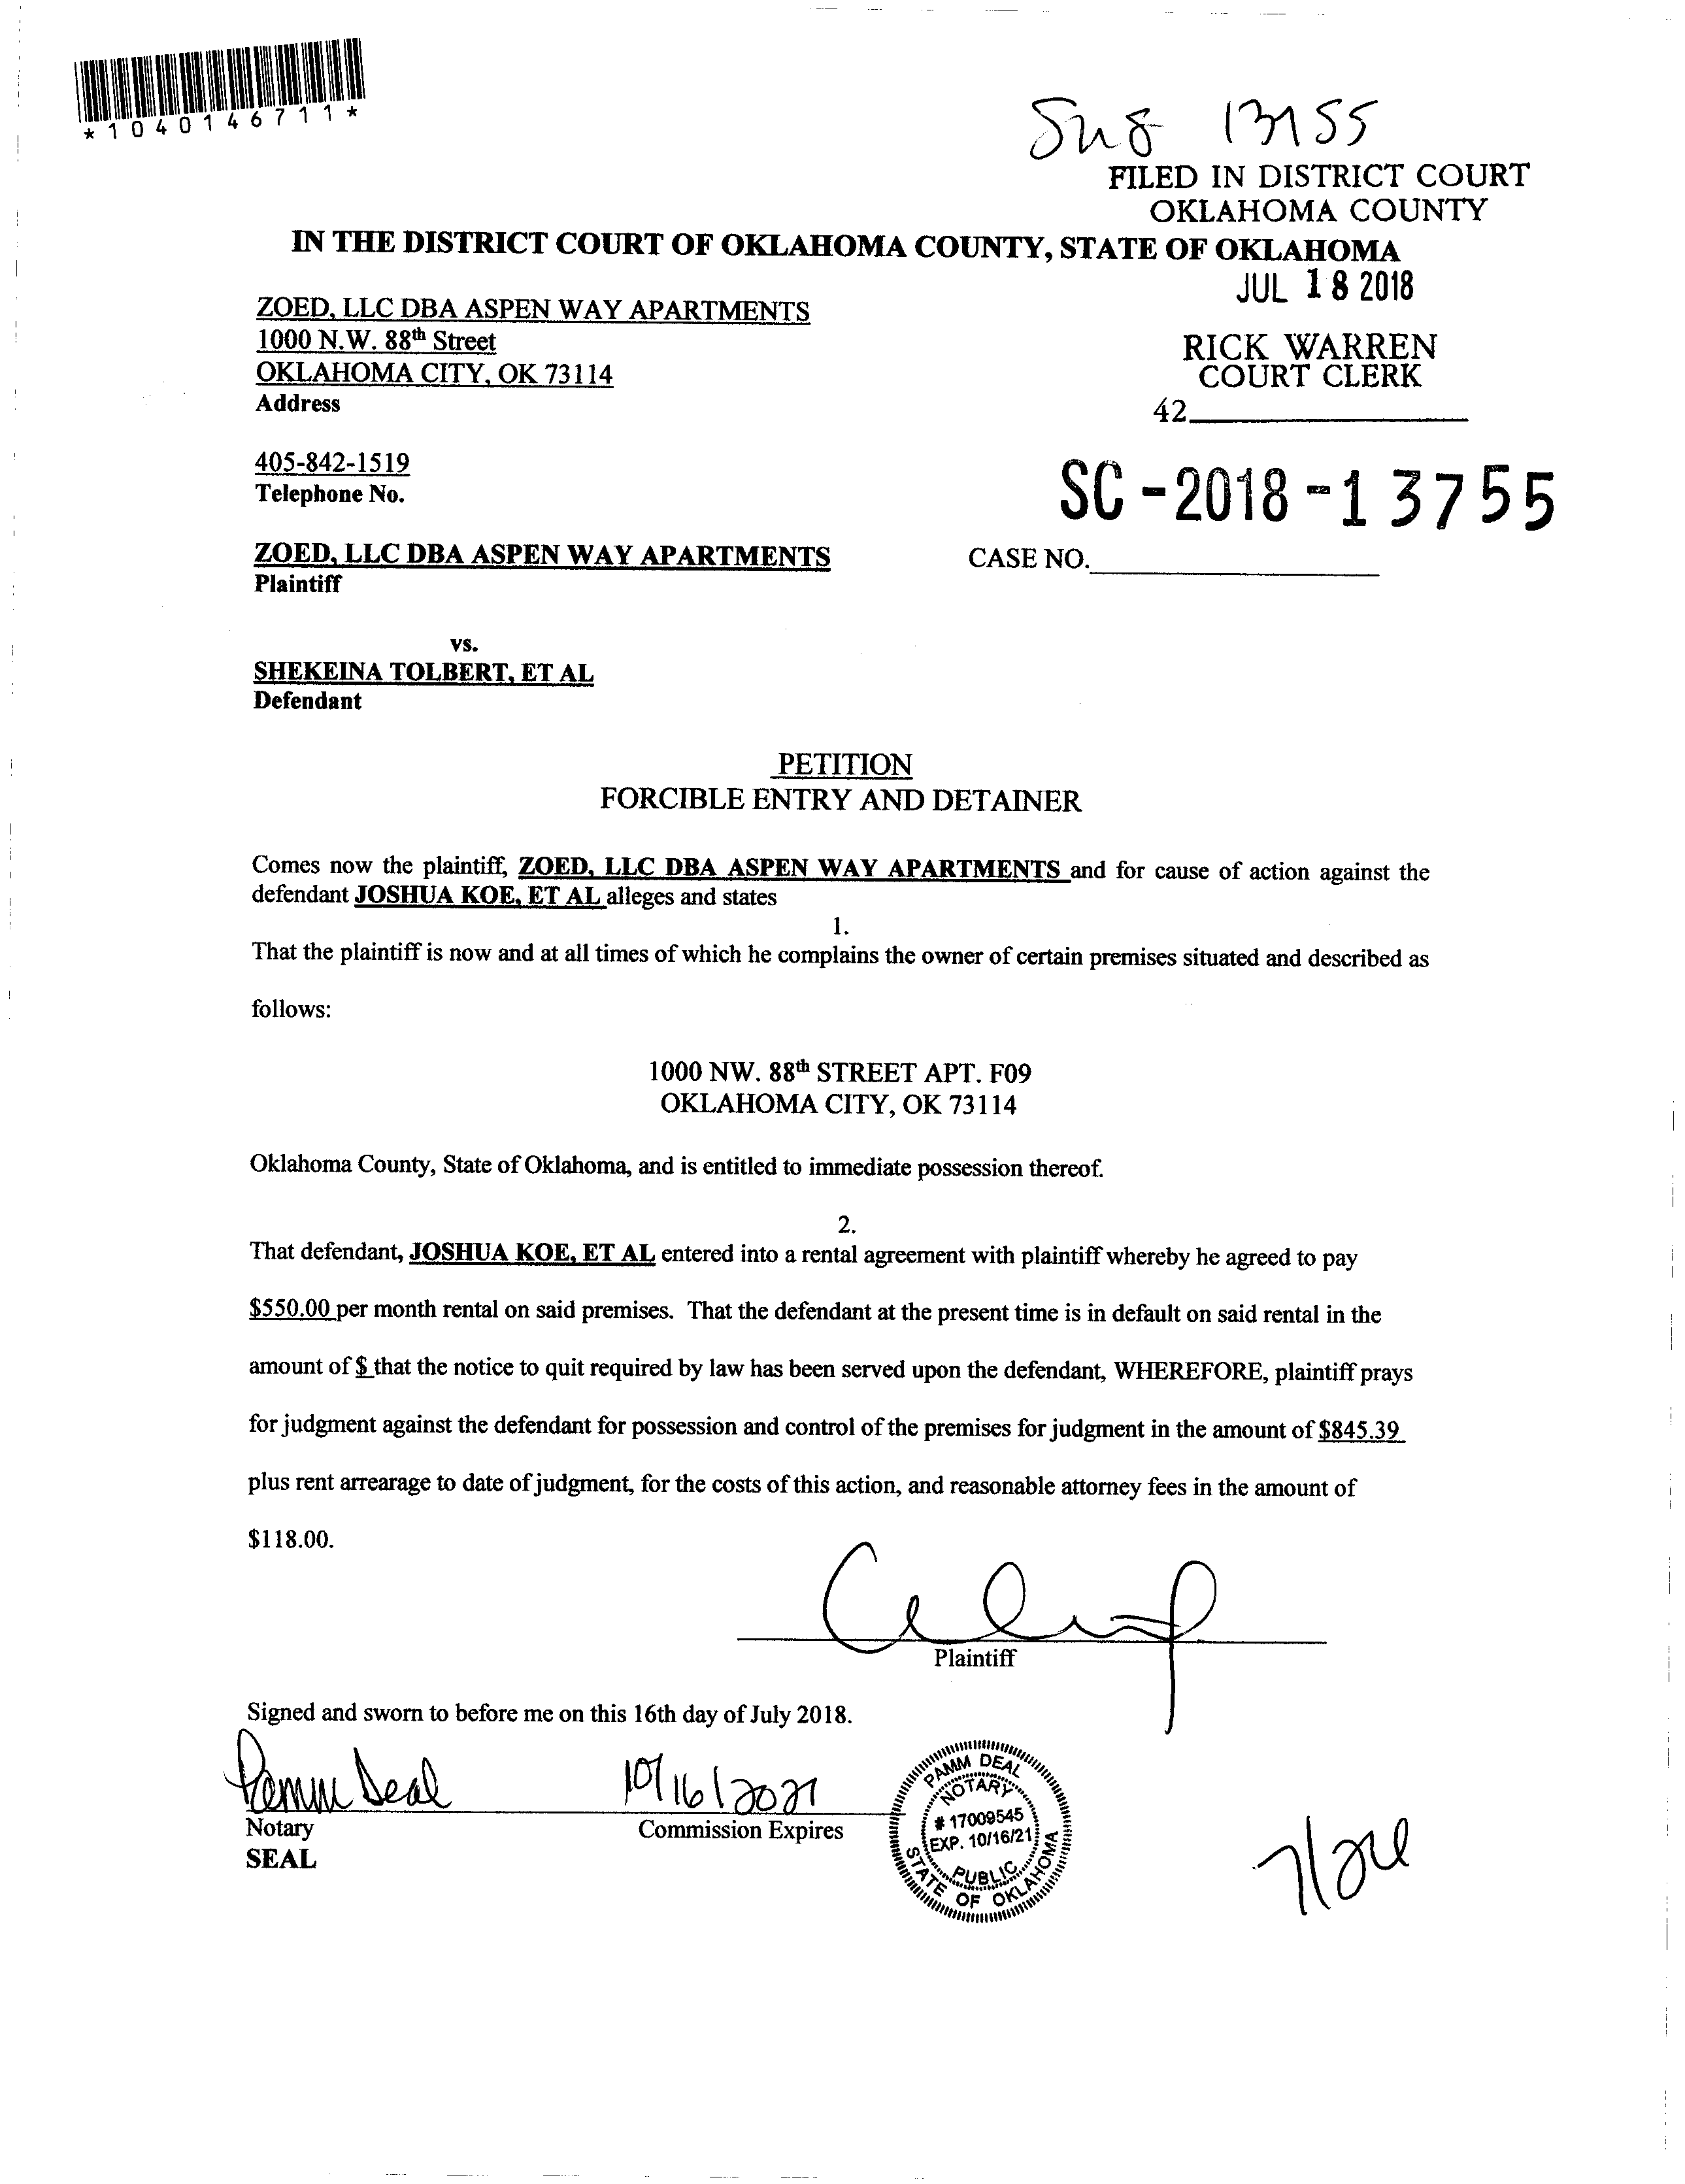 *1040146711*
13755
FILED IN DISTRICT COURT
OKLAHOMA COUNTY
IN THE DISTRICT COURT OF OKLAHOMA COUNTY, STATE OF OKLAHOMA
JUL 18 2018
ZOED, LLC DBA ASPEN WAY APARTMENTS
1000 N.W. 88th Street
OKLAHOMA CITY, OK 73114
Address
RICK WARREN
COURT CLERK
42
405-842-1519
Telephone No.
SC-2018-13755
ZOED, LLC DBA ASPEN WAY APARTMENTS
CASE NO.
Plaintiff
vs.
SHEKEINA TOLBERT, ET AL
Defendant
PETITION
FORCIBLE ENTRY AND DETAINER
Comes now the plaintiff, ZOED, LLC DBA ASPEN WAY APARTMENTS and for cause of action against the
defendant JOSHUA KOE, ET AL alleges and states
1.
That the plaintiff is now and at all times of which he complains the owner of certain premises situated and described as
follows:
1000 NW. 88th STREET APT. F09
OKLAHOMA CITY, OK 73114
Oklahoma County, State of Oklahoma, and is entitled to immediate possession thereof.
2.
That defendant, JOSHUA KOE, ET AL entered into a rental agreement with plaintiff whereby he agreed to pay
$550.00 per month rental on said premises. That the defendant at the present time is in default on said rental in the
amount of $ that the notice to quit required by law has been served upon the defendant, WHEREFORE, plaintiff prays
for judgment against the defendant for possession and control of the premises for judgment in the amount of $845.39
plus rent arrearage to date of judgment, for the costs of this action, and reasonable attorney fees in the amount of
$118.00.
Plaintiff
Signed and sworn to before me on this 16th day of July 2018.
Pamm Deal
10/16/2021
Notary
Commission Expires
SEAL
PAMM DEAL
NOTARY
# 17009545
EXP. 10/16/21
PUBLIC
STATE OF OKLAHOMA